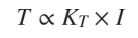 T ∝ K_T × I